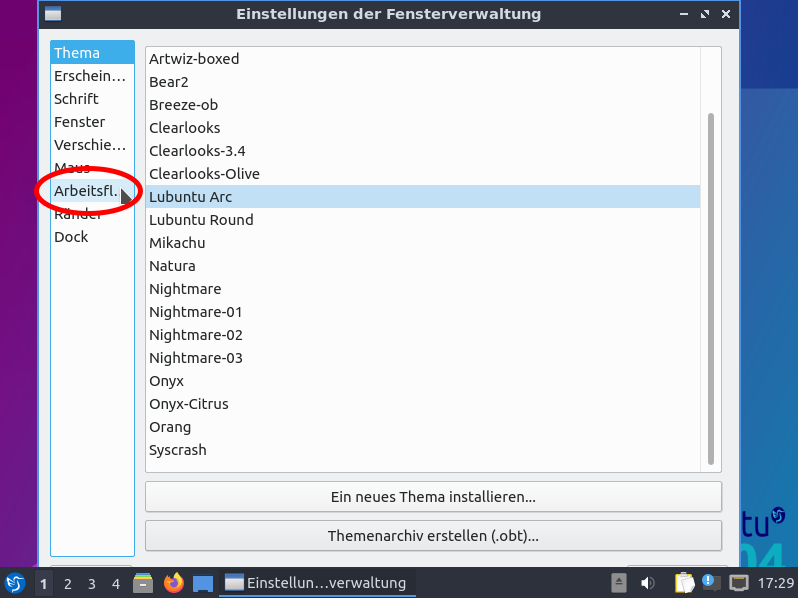 Einstellungen der Fensterverwaltung
Thema
Erschein...
Schrift
Fenster
Verschie...
Maus
Arbeitsfl.
Ränder
Dock
Artwiz-boxed
Bear2
Breeze-ob
Clearlooks
Clearlooks-3.4
Clearlooks-Olive
Lubuntu Arc
Lubuntu Round
Mikachu
Natura
Nightmare
Nightmare-01
Nightmare-02
Nightmare-03
Onyx
Onyx-Citrus
Orang
Syscrash
Ein neues Thema installieren...
Themenarchiv erstellen (.obt)...
tu
04
1 2 3 4 Einstellun...verwaltung 17:29